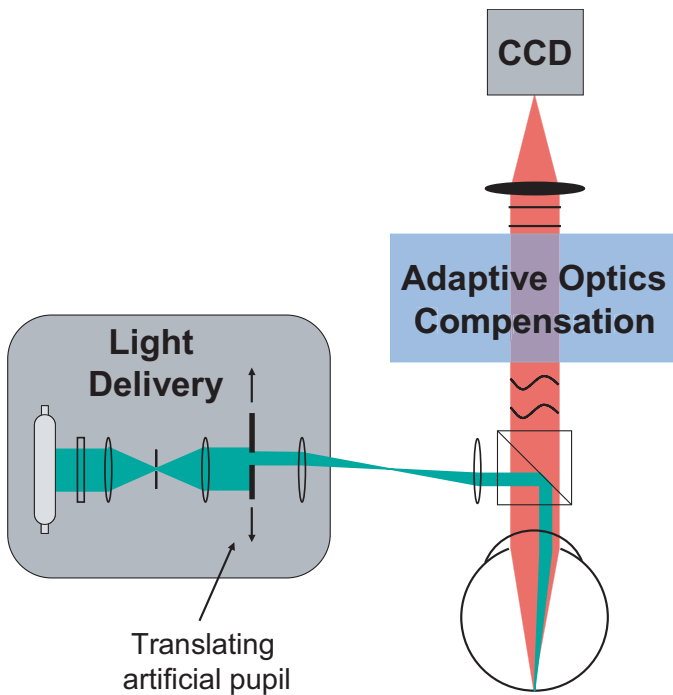 CCD
Adaptive Optics
Compensation
Light
Delivery
Translating
artificial pupil